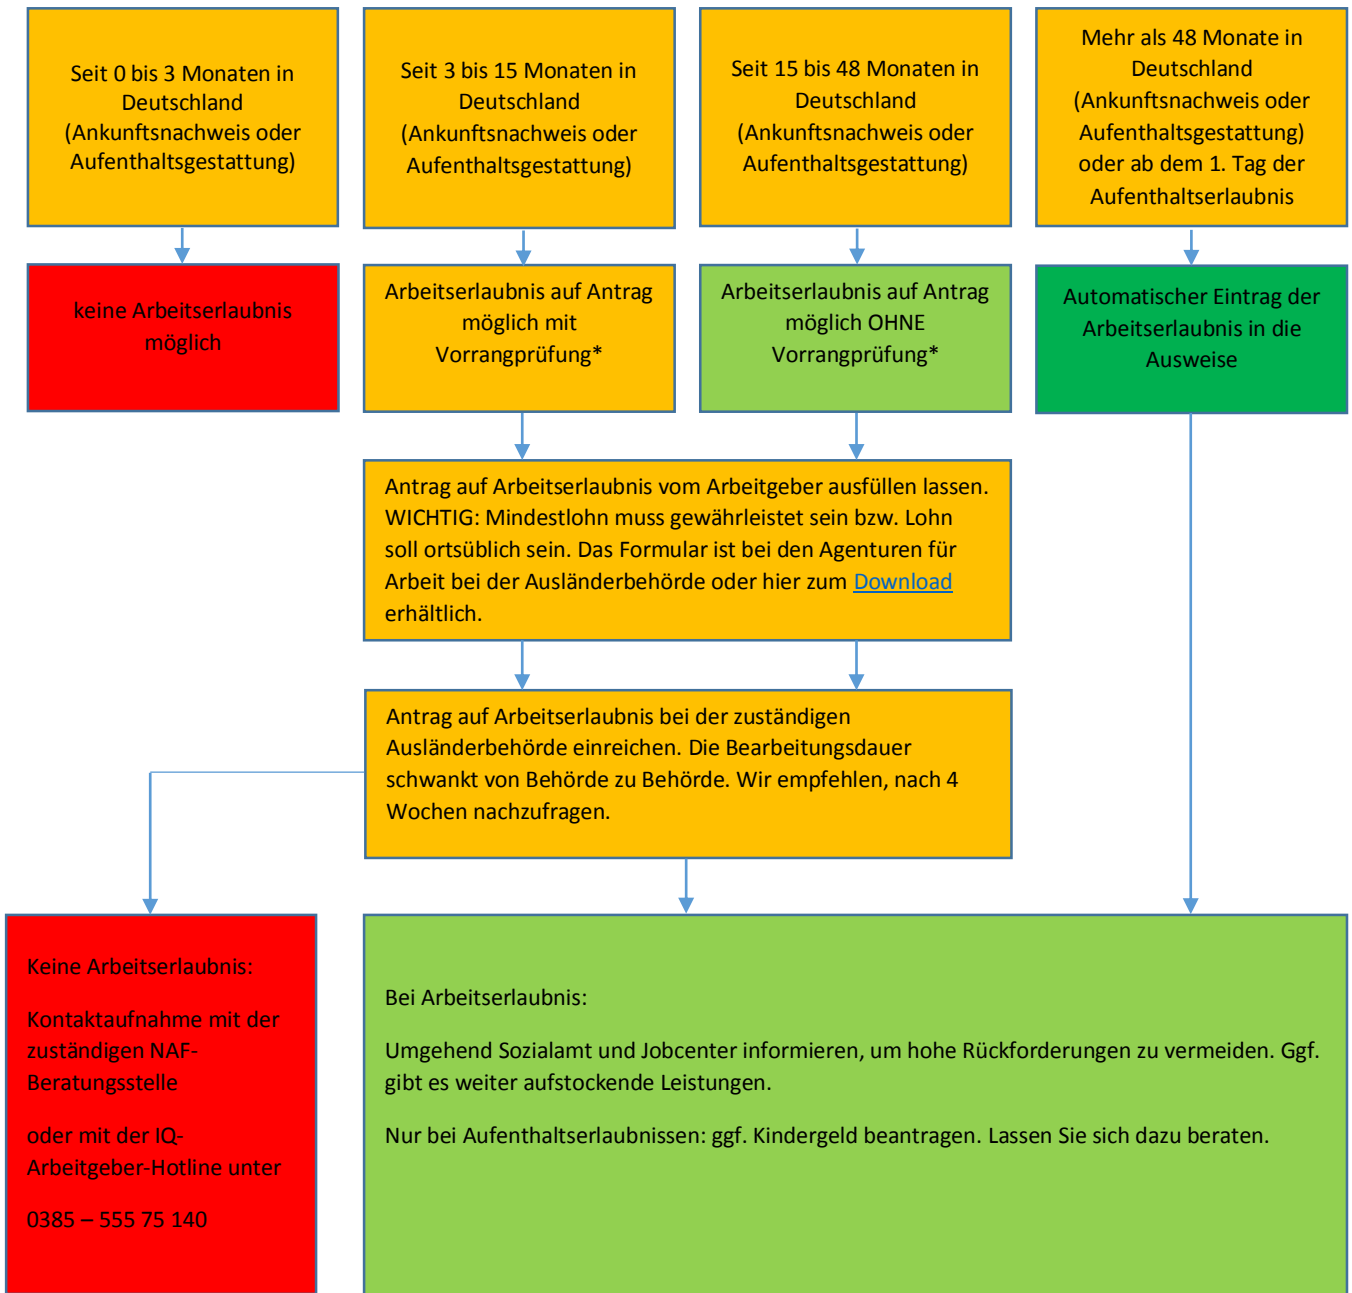 Seit 0 bis 3 Monaten in
Deutschland
(Ankunftsnachweis oder
Aufenthaltsgestattung)
Seit 3 bis 15 Monaten in
Deutschland
(Ankunftsnachweis oder
Aufenthaltsgestattung)
Seit 15 bis 48 Monaten in
Deutschland
(Ankunftsnachweis oder
Aufenthaltsgestattung)
Mehr als 48 Monate in
Deutschland
(Ankunftsnachweis oder
Aufenthaltsgestattung)
oder ab dem 1. Tag der
Aufenthaltserlaubnis
keine Arbeitserlaubnis
möglich
Arbeitserlaubnis auf Antrag
möglich mit
Vorrangprüfung*
Arbeitserlaubnis auf Antrag
möglich OHNE
Vorrangprüfung*
Automatischer Eintrag der
Arbeitserlaubnis in die
Ausweise
Antrag auf Arbeitserlaubnis vom Arbeitgeber ausfüllen lassen.
WICHTIG: Mindestlohn muss gewährleistet sein bzw. Lohn
soll ortsüblich sein. Das Formular ist bei den Agenturen für
Arbeit bei der Ausländerbehörde oder hier zum Download
erhältlich.
Antrag auf Arbeitserlaubnis bei der zuständigen
Ausländerbehörde einreichen. Die Bearbeitungsdauer
schwankt von Behörde zu Behörde. Wir empfehlen, nach 4
Wochen nachzufragen.
Keine Arbeitserlaubnis:
Kontaktaufnahme mit der
zuständigen NAF-
Beratungsstelle
oder mit der IQ-
Arbeitgeber-Hotline unter
0385 – 555 75 140
Bei Arbeitserlaubnis:
Umgehend Sozialamt und Jobcenter informieren, um hohe Rückforderungen zu vermeiden. Ggf.
gibt es weiter aufstockende Leistungen.
Nur bei Aufenthaltserlaubnissen: ggf. Kindergeld beantragen. Lassen Sie sich dazu beraten.